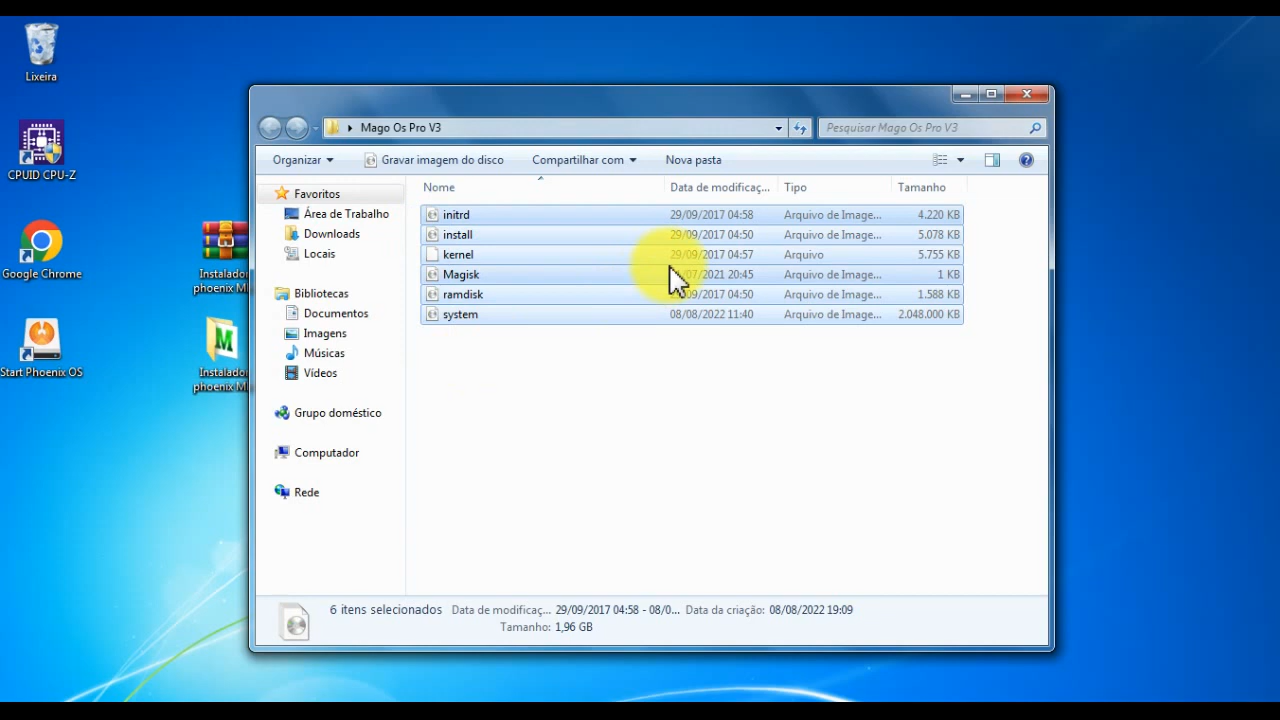 Lixeira
CPUID CPU-Z
Google Chrome
Start Phoenix OS
Instalador
phoenix M
Instalador
phoenix M
Mago Os Pro V3
Pesquisar Mago Os Pro V3
Organizar Gravar imagem do disco Compartilhar com Nova pasta
Favoritos
Área de Trabalho
Downloads
Locais
Bibliotecas
Documentos
Imagens
Músicas
Vídeos
Grupo doméstico
Computador
Rede
Nome Data de modificaç... Tipo Tamanho
initrd 29/09/2017 04:58 Arquivo de Image... 4.220 KB
install 29/09/2017 04:50 Arquivo de Image... 5.078 KB
kernel 29/09/2017 04:57 Arquivo 5.755 KB
Magisk /07/2021 20:45 Arquivo de Image... 1 KB
ramdisk /09/2017 04:50 Arquivo de Image... 1.588 KB
system 08/08/2022 11:40 Arquivo de Image... 2.048.000 KB
6 itens selecionados Data de modificaç... 29/09/2017 04:58 - 08/0... Data da criação: 08/08/2022 19:09
Tamanho: 1,96 GB